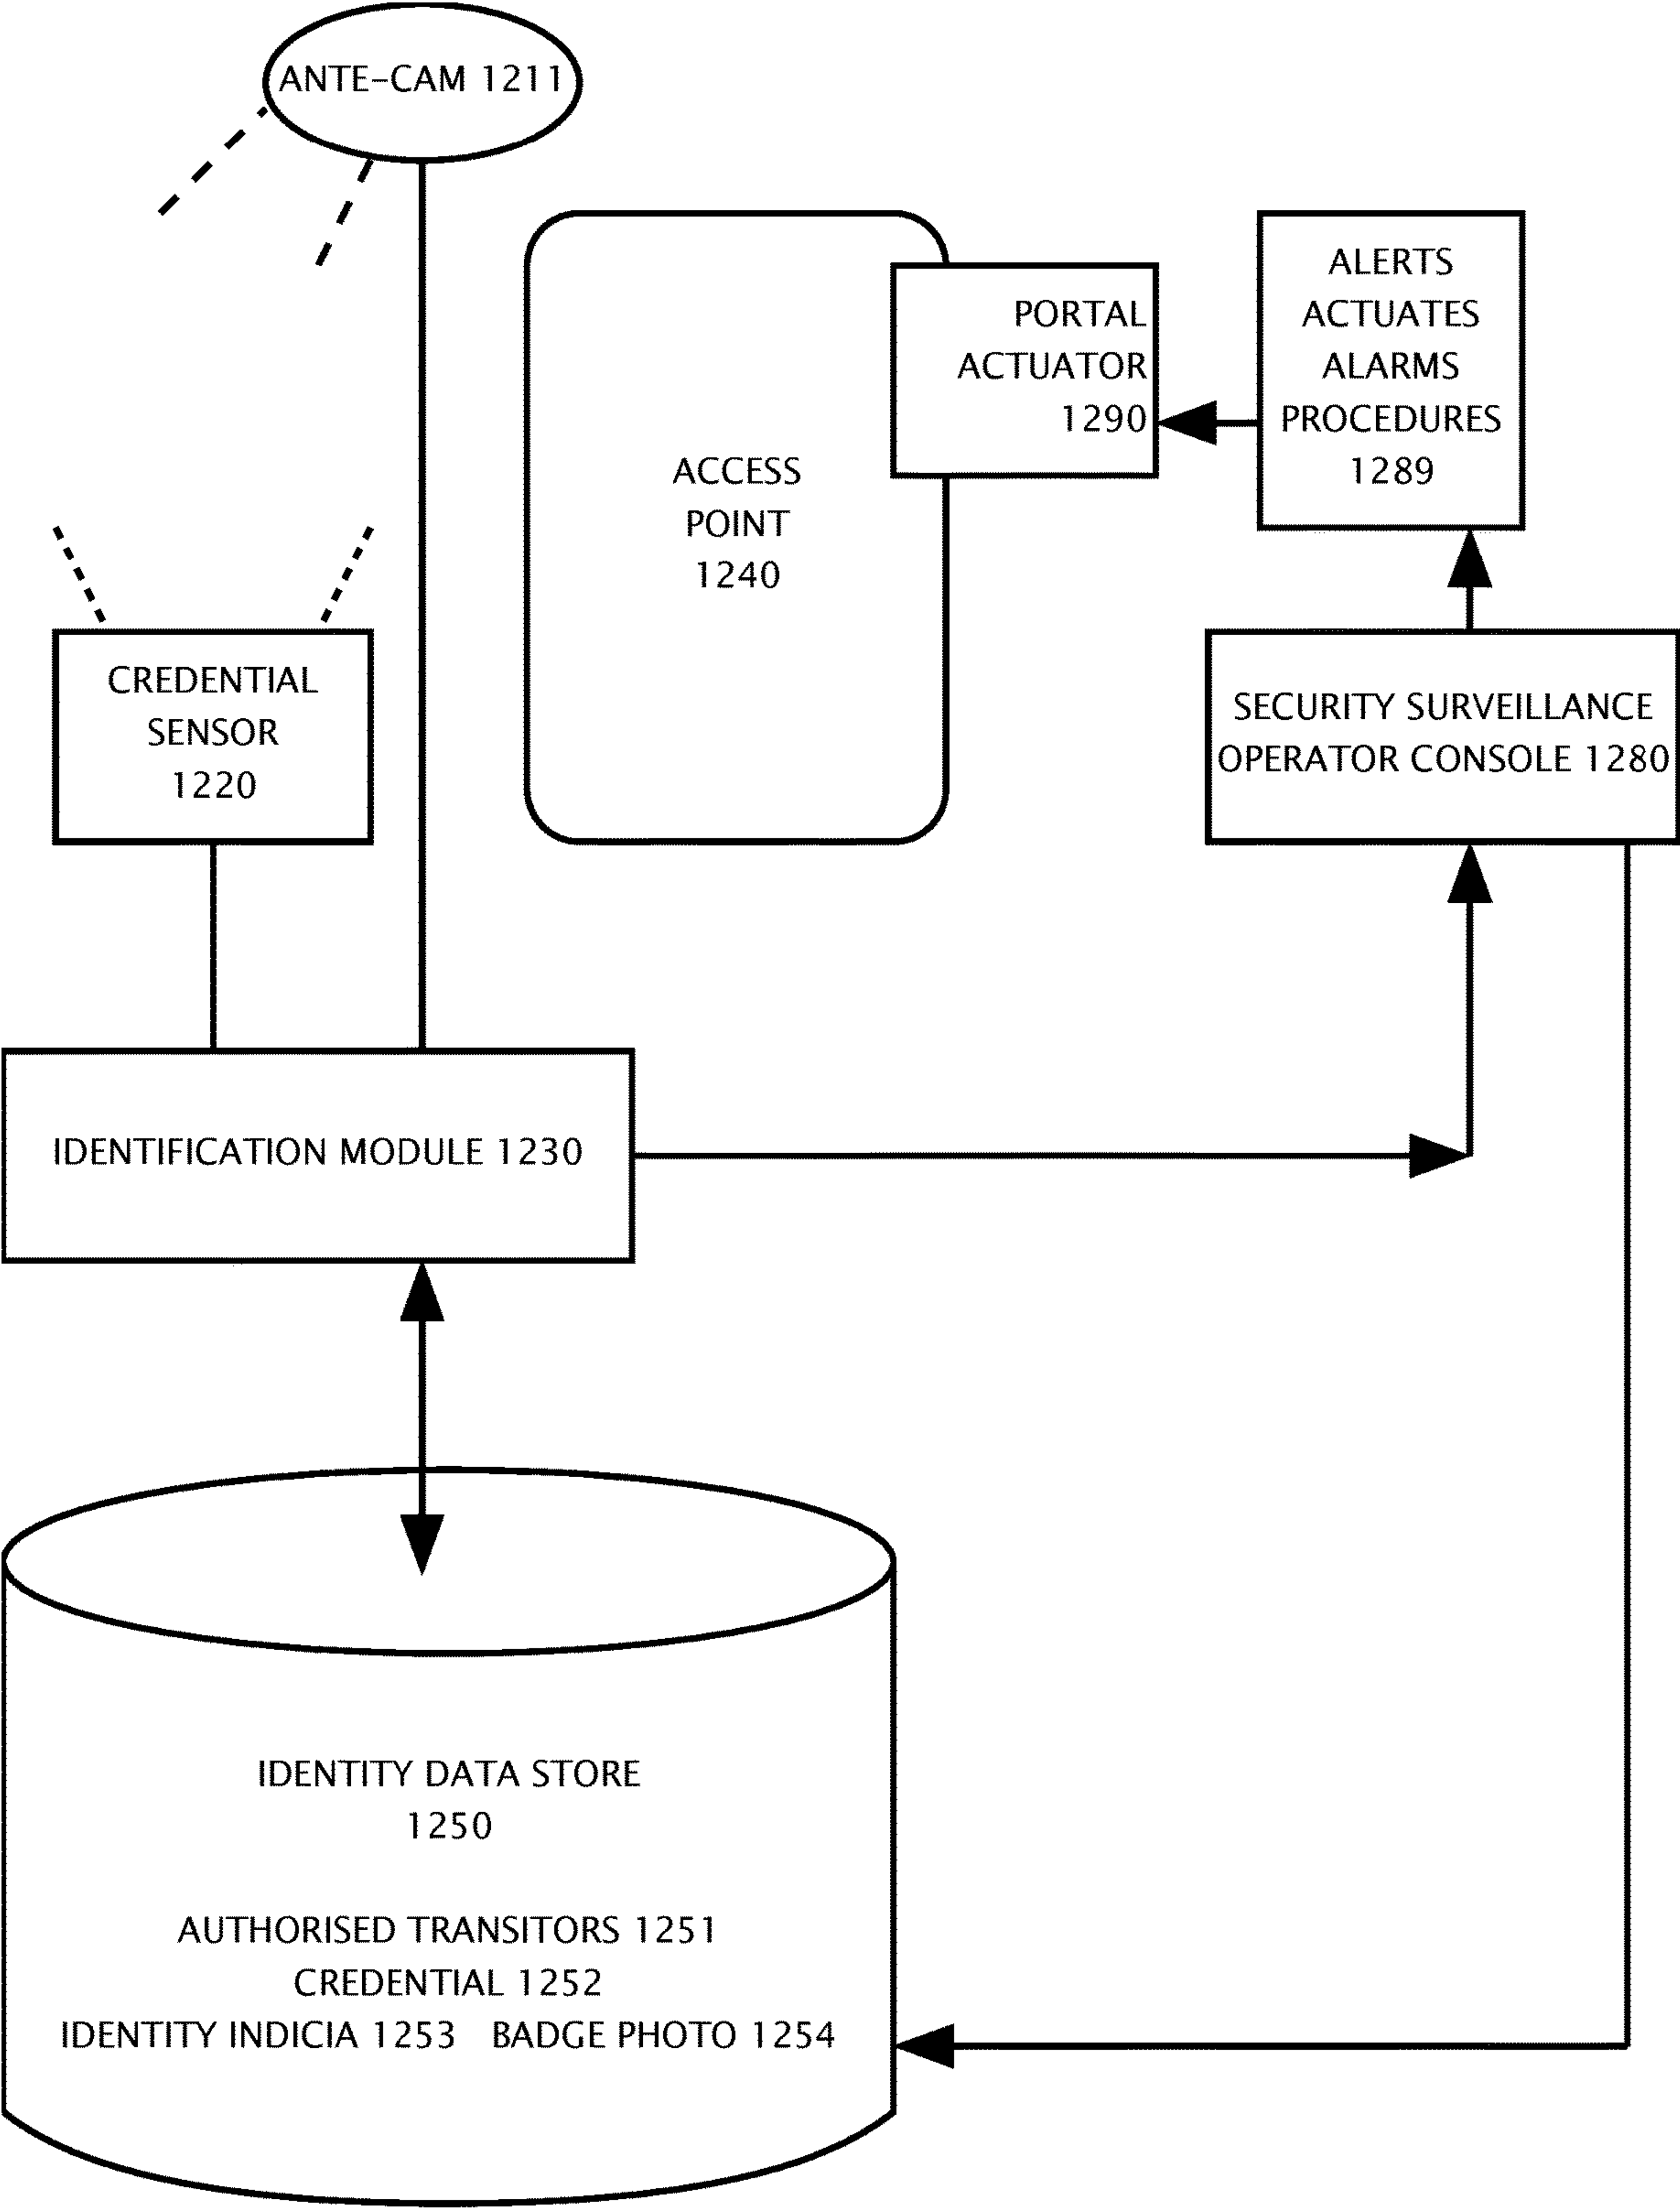 ANTE-CAM 1211
ALERTS
ACTUATES
ALARMS
PROCEDURES
1289
PORTAL
ACTUATOR
1290
ACCESS
POINT
1240
CREDENTIAL
SENSOR
1220
SECURITY SURVEILLANCE
OPERATOR CONSOLE 1280
IDENTIFICATION MODULE 1230
IDENTITY DATA STORE
1250
AUTHORISED TRANSITORS 1251
CREDENTIAL 1252
IDENTITY INDICIA 1253 BADGE PHOTO 1254